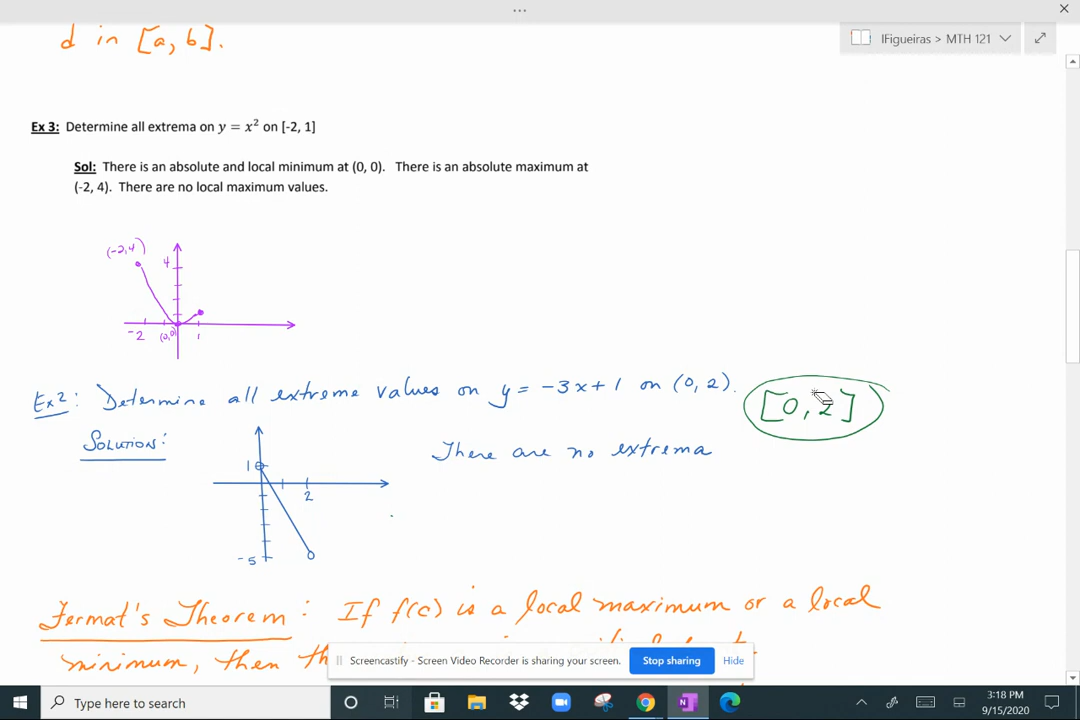 d in [a, b].
IFigueiras > MTH 121
Ex 3: Determine all extrema on y = x² on [-2, 1]
Sol: There is an absolute and local minimum at (0, 0). There is an absolute maximum at
(-2, 4). There are no local maximum values.
(-2,4)
4
-2 (0,0) 1
Ex2: Determine all extreme values on y = -3x+1 on (0, 2).
[0, 2]
Solution:
There are no extrema
1
2
-5
Fermat's Theorem: If f(c) is a local maximum or a local
minimum, then
Screencastify - Screen Video Recorder is sharing your screen.
Stop sharing
Hide
Type here to search
3:18 PM
9/15/2020